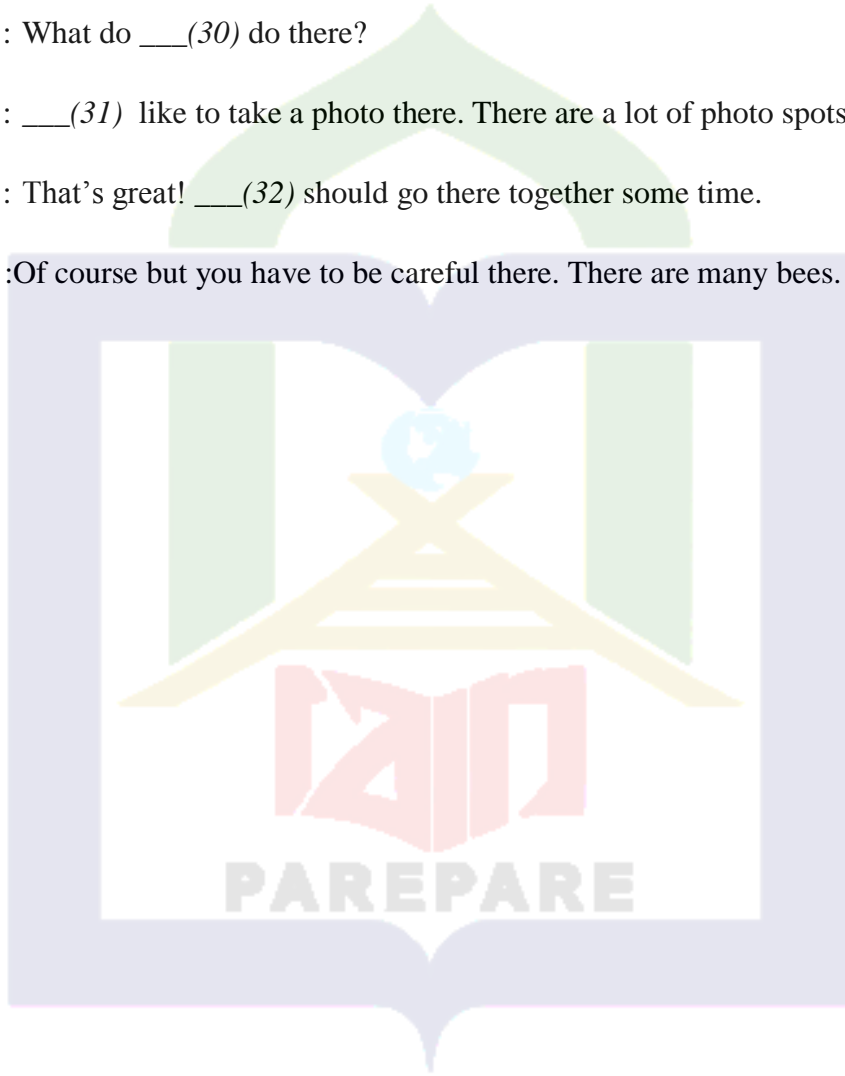 : What do ___(30) do there?
: ___(31) like to take a photo there. There are a lot of photo spots
: That’s great! ___(32) should go there together some time.
:Of course but you have to be careful there. There are many bees.
PAREPARE